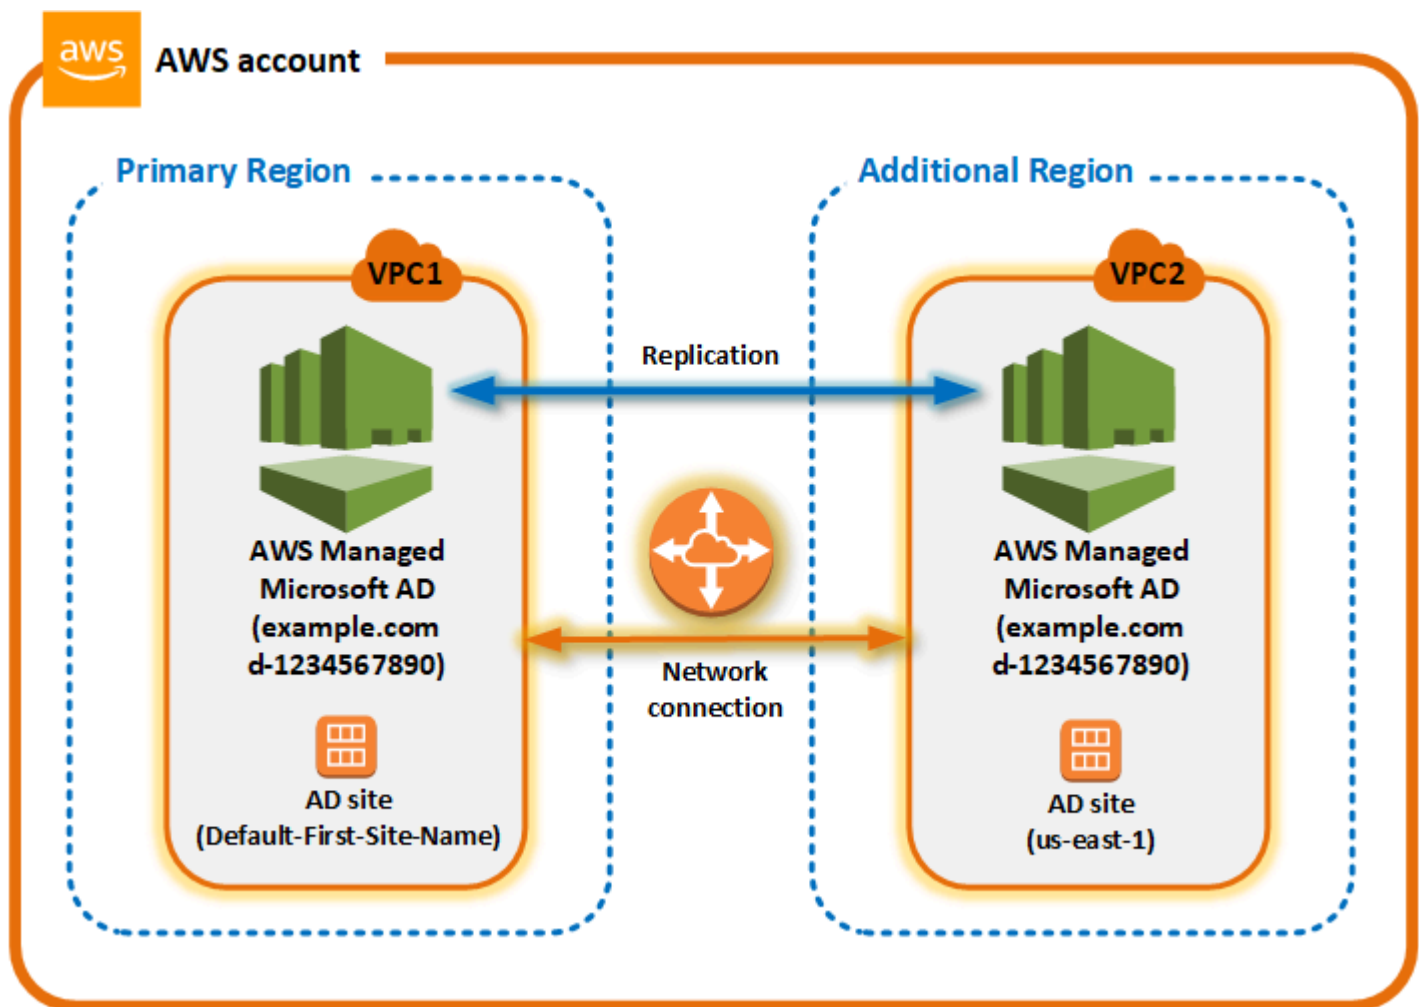 aws
AWS account
Primary Region
Additional Region
VPC1
VPC2
Replication
AWS Managed
Microsoft AD
(example.com
d-1234567890)
AWS Managed
Microsoft AD
(example.com
d-1234567890)
Network
connection
AD site
(Default-First-Site-Name)
AD site
(us-east-1)